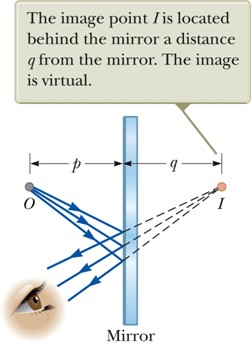 The image point I is located
behind the mirror a distance
q from the mirror. The image
is virtual.
p
q
O
I
Mirror